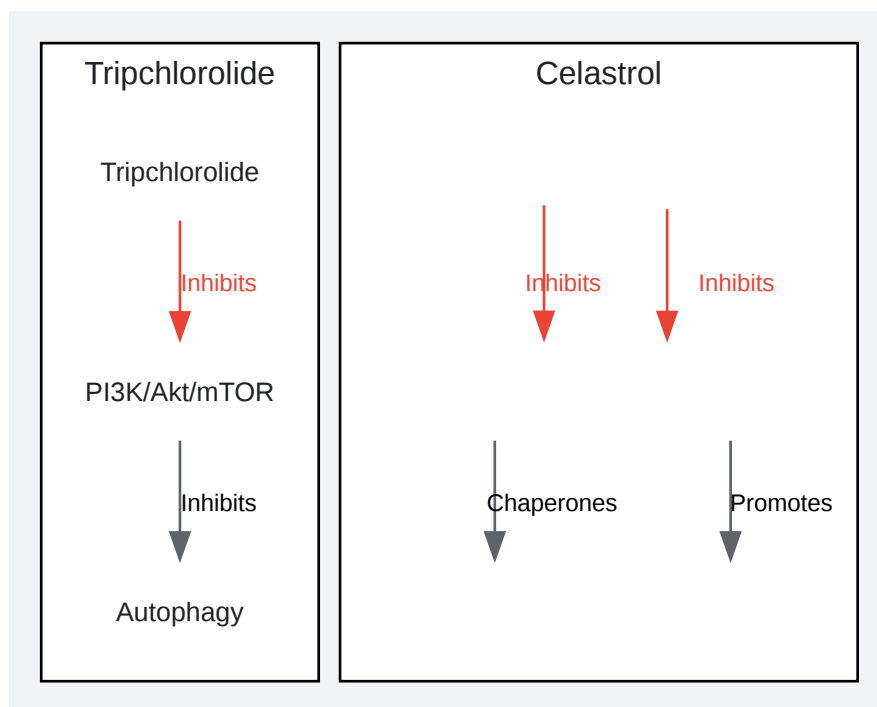 Tripchlorolide
Tripchlorolide
Inhibits
PI3K/Akt/mTOR
Inhibits
Autophagy
Celastrol
Inhibits
Inhibits
Chaperones
Promotes